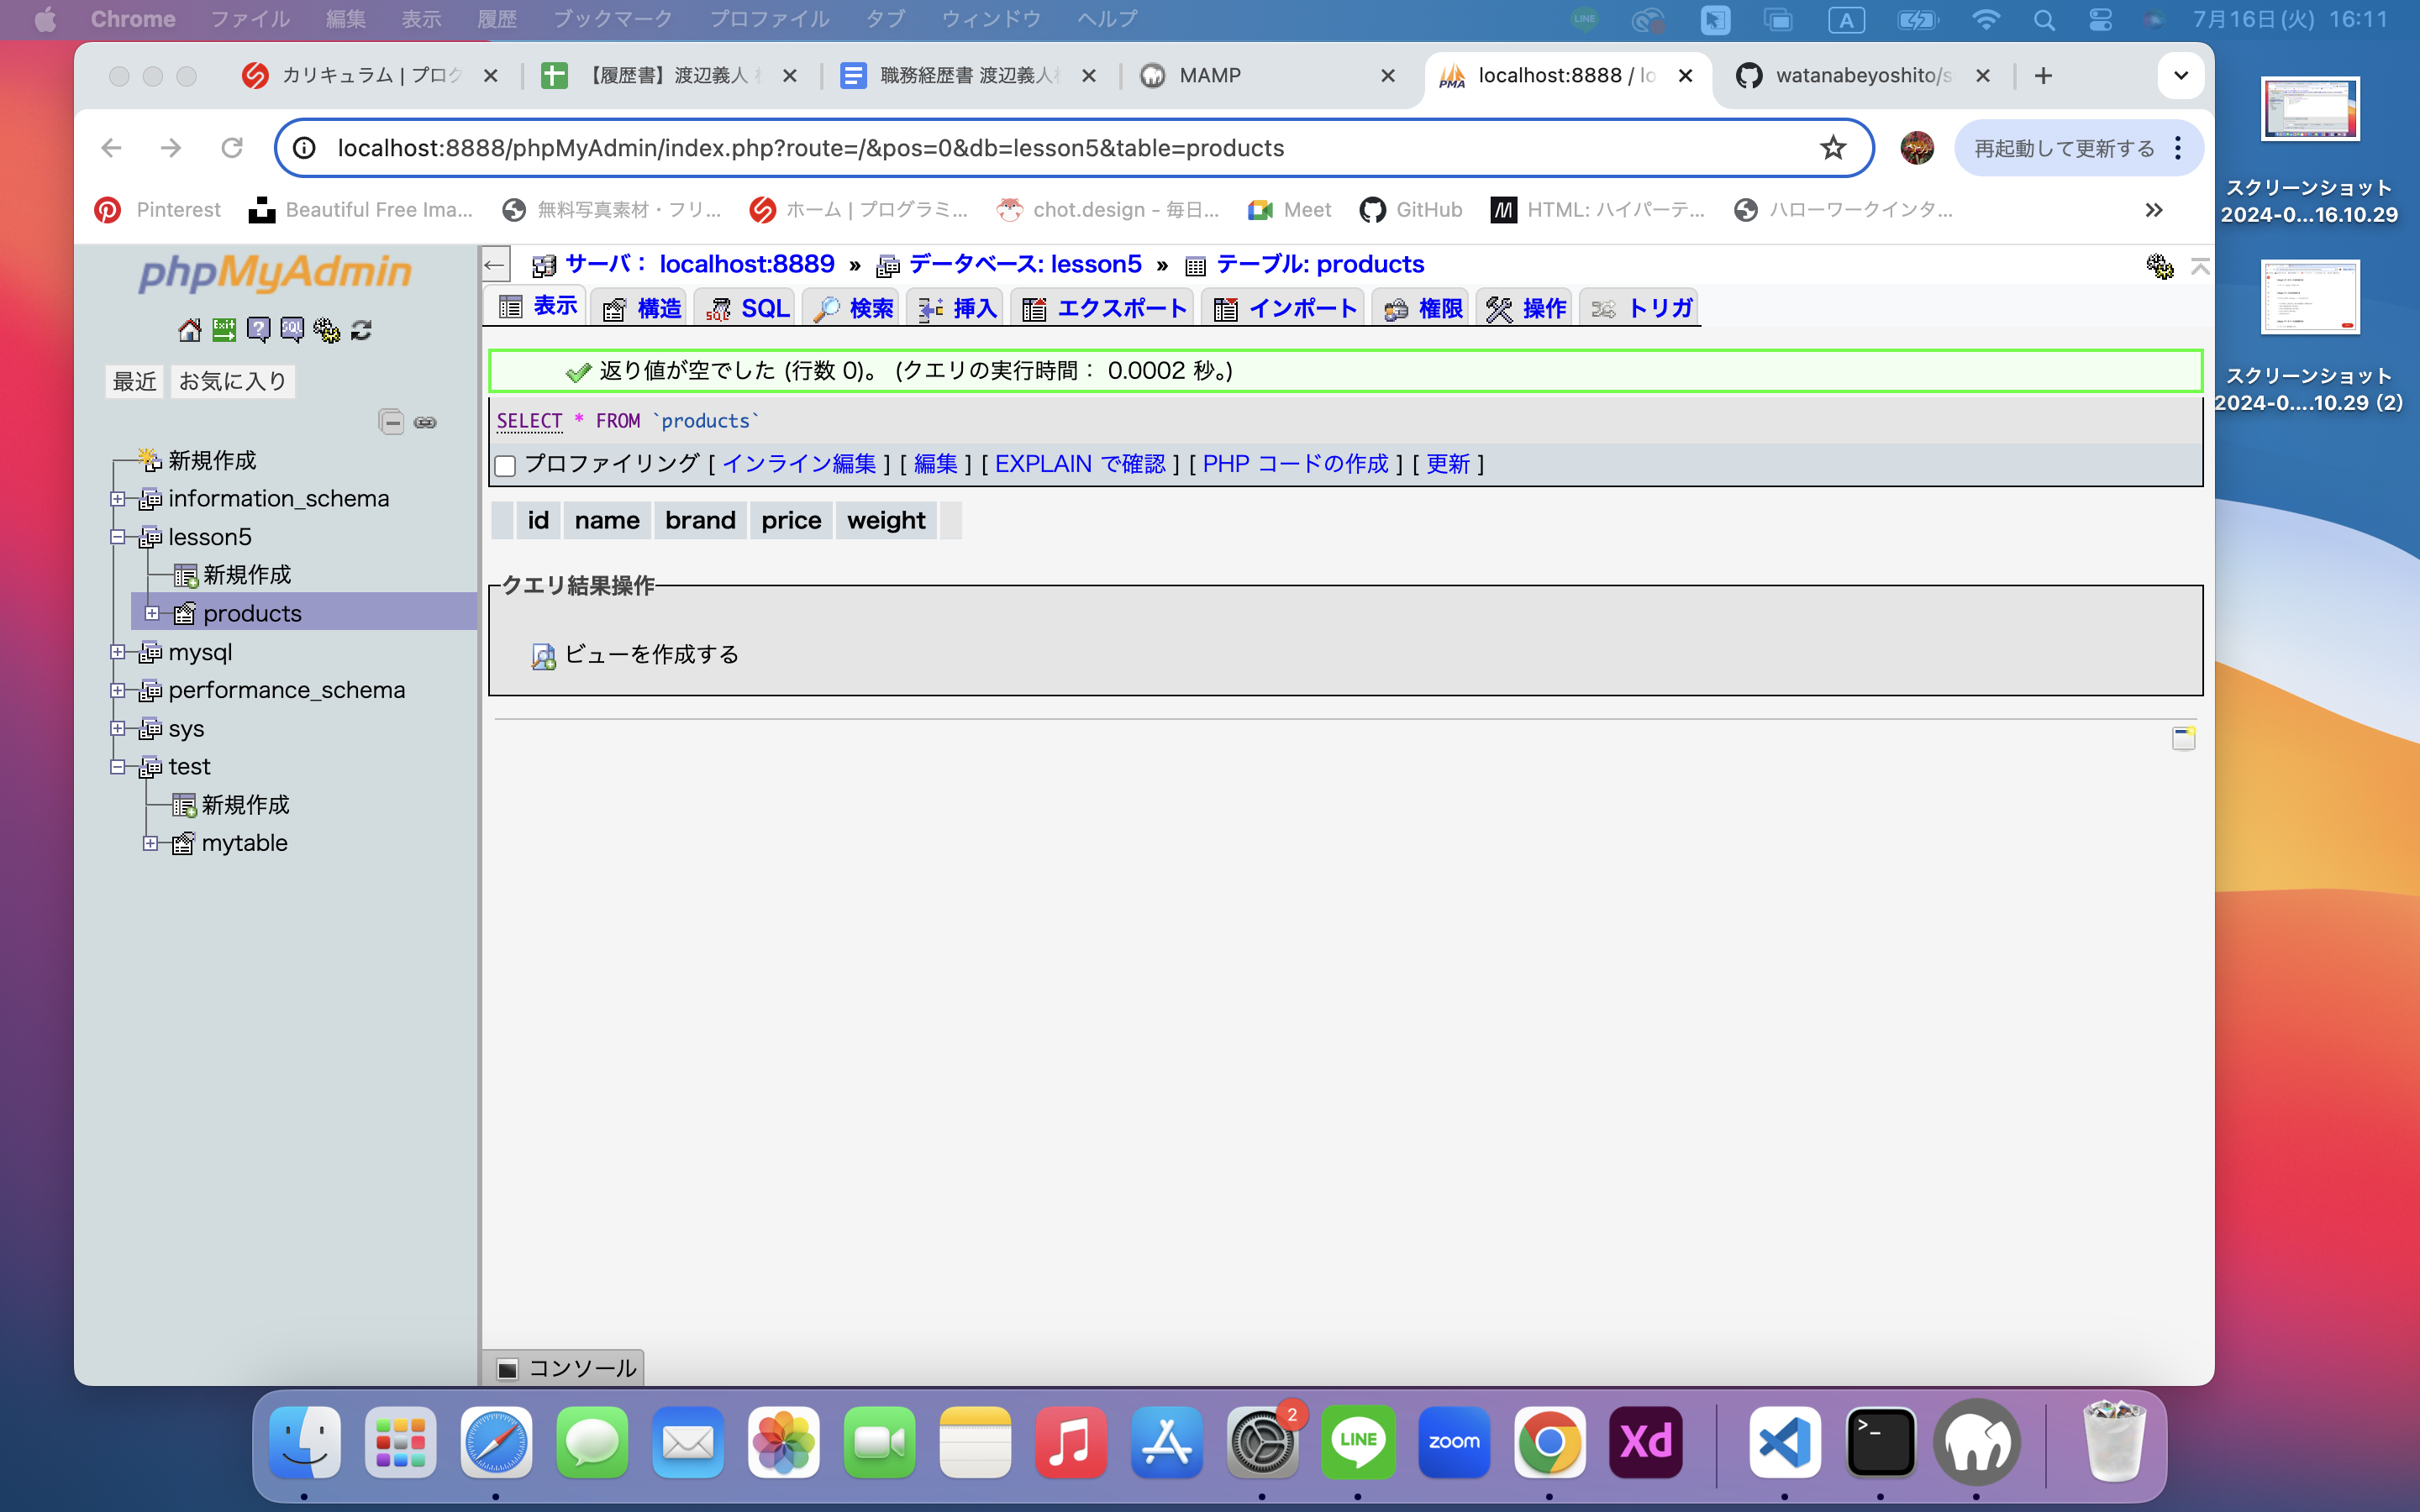 Chrome ファイル 編集 表示 履歴 ブックマーク プロファイル タブ ウィンドウ ヘルプ LINE A 7月16日(火) 16:11
カリキュラム | プログ
【履歴書】渡辺義人
職務経歴書 渡辺義人
MAMP
PMA localhost:8888 / lo
watanabeyoshito/s
localhost:8888/phpMyAdmin/index.php?route=/&pos=0&db=lesson5&table=products
再起動して更新する
Pinterest
Beautiful Free Ima...
無料写真素材・フリ...
ホーム | プログラミ...
chot.design - 毎日...
Meet
GitHub
HTML: ハイパーテ...
ハローワークインタ...
»
スクリーンショット
2024-0...16.10.29
スクリーンショット
2024-0....10.29 (2)
phpMyAdmin
Exit
SQL
最近 お気に入り
新規作成
information_schema
lesson5
新規作成
products
mysql
performance_schema
sys
test
新規作成
mytable
サーバ: localhost:8889 » データベース: lesson5 » テーブル: products
表示 構造 SQL 検索 挿入 エクスポート インポート 権限 操作 トリガ
返り値が空でした (行数 0)。 (クエリの実行時間: 0.0002 秒。)
SELECT * FROM `products`
プロファイリング [ インライン編集 ] [ 編集 ] [ EXPLAIN で確認 ] [ PHP コードの作成 ] [ 更新 ]
id name brand price weight
クエリ結果操作
ビューを作成する
コンソール
2
LINE
zoom
Xd